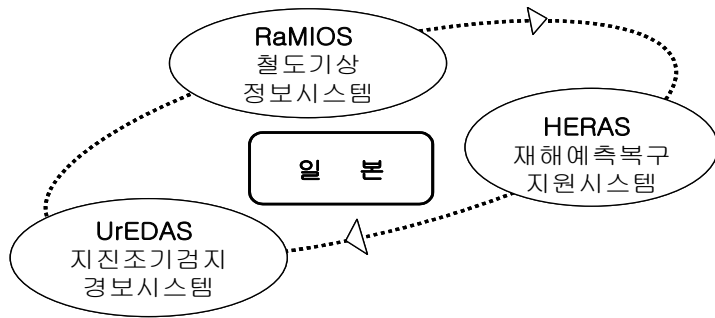 RaMIOS
철도기상
정보시스템
HERAS
재해예측복구
지원시스템
일 본
UrEDAS
지진조기검지
경보시스템